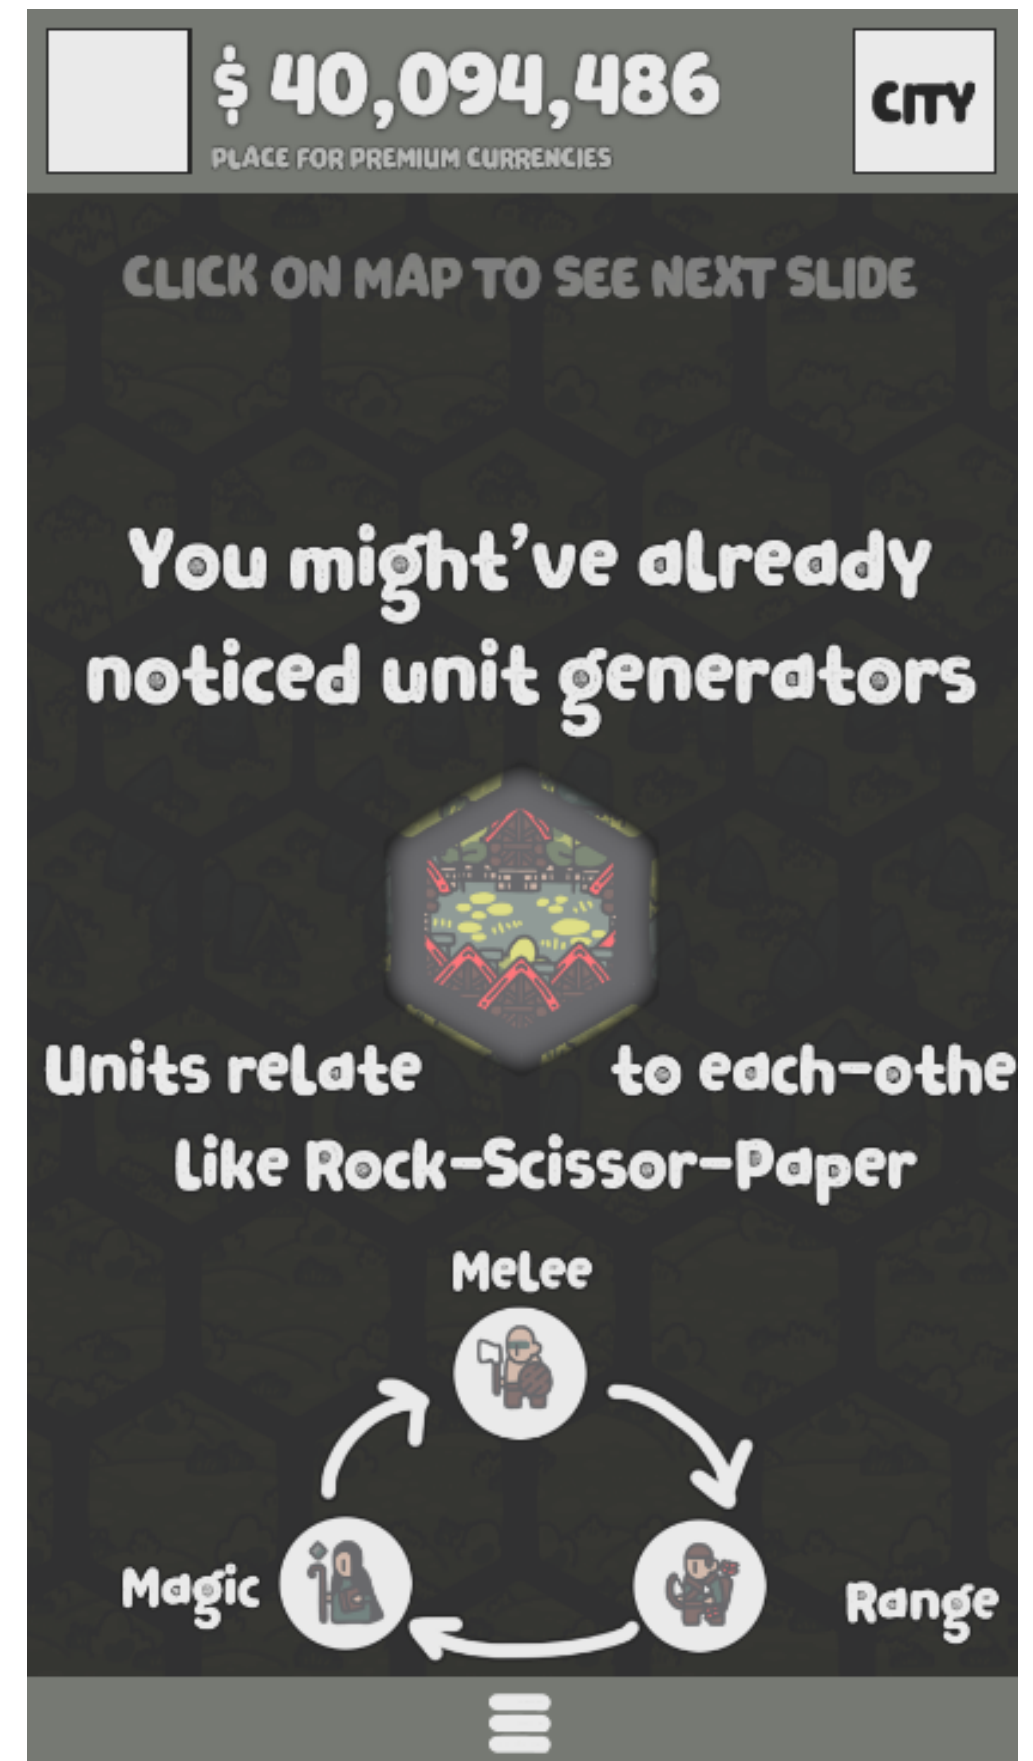 $ 40,094,486
PLACE FOR PREMIUM CURRENCIES
CITY
CLICK ON MAP TO SEE NEXT SLIDE
You might've already
noticed unit generators
Units relate to each-othe
like Rock-Scissor-Paper
Melee
Magic
Range